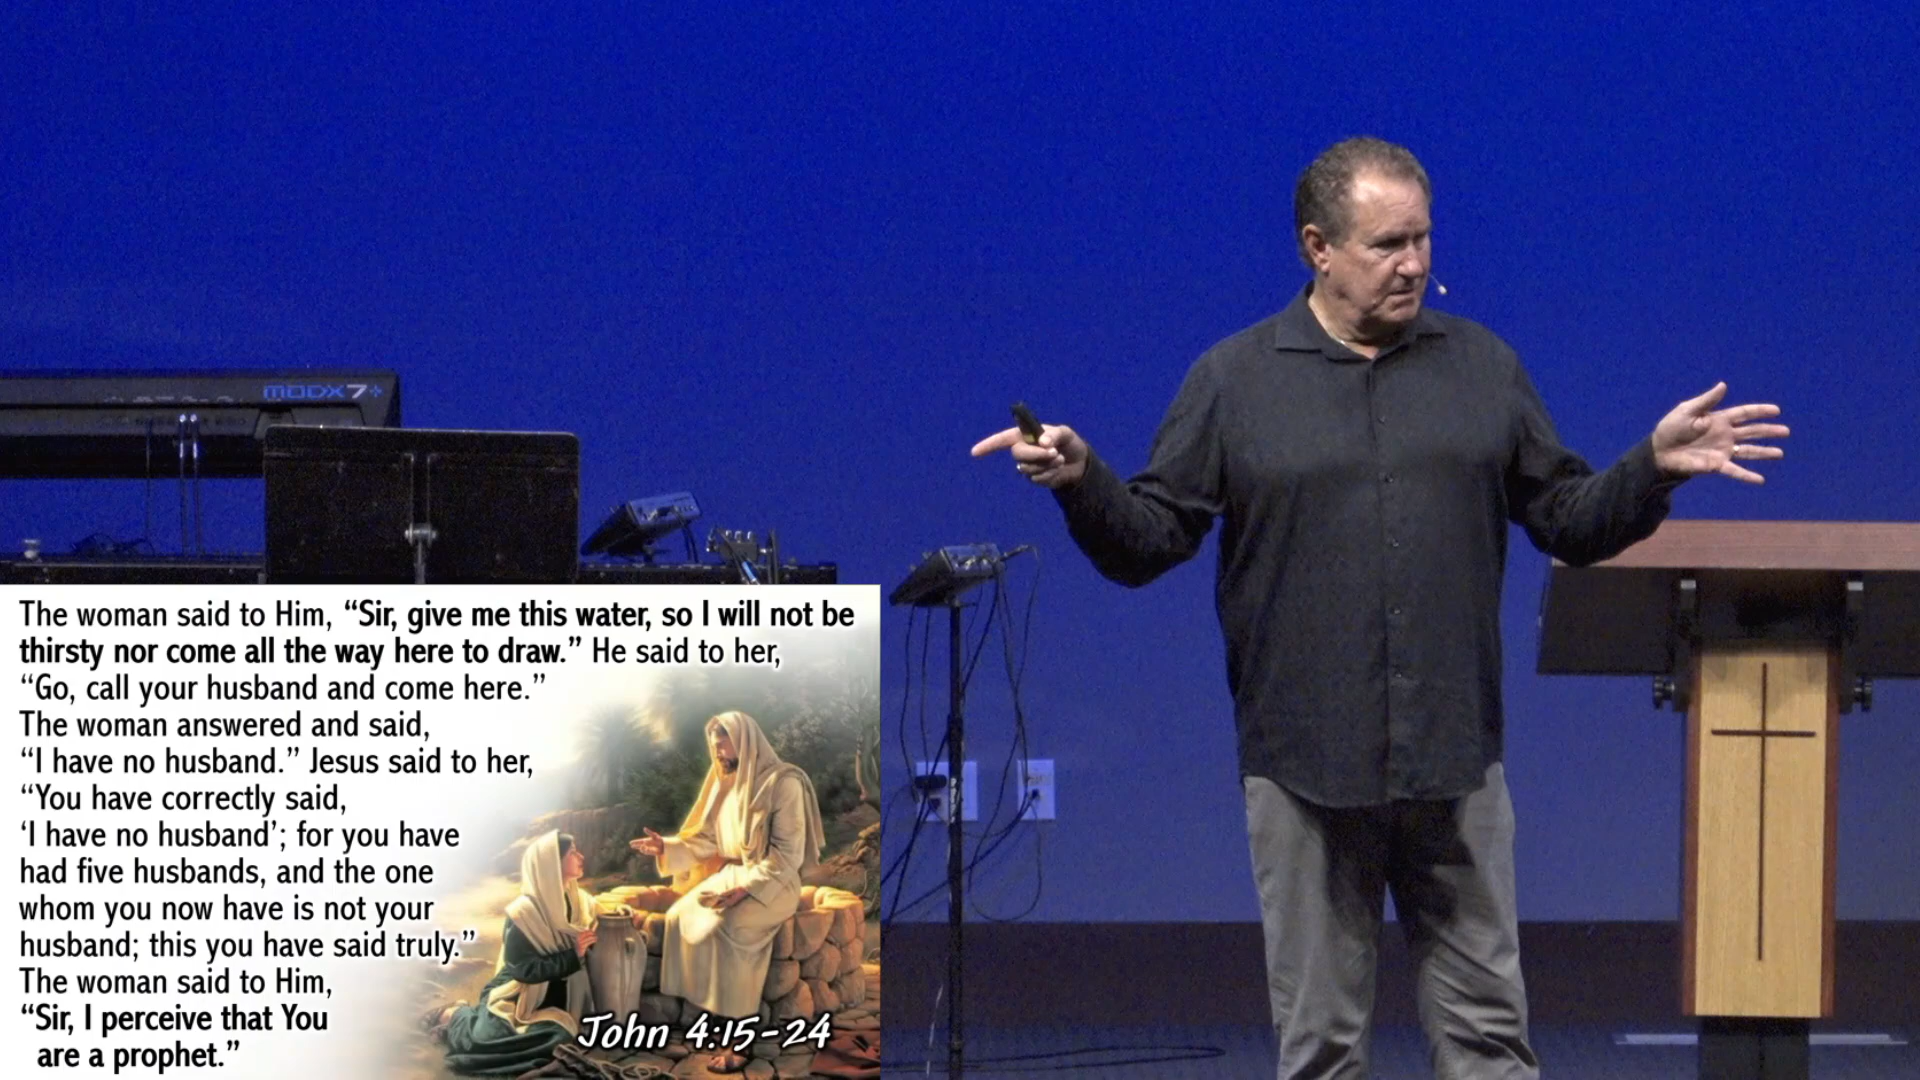 MODX7+
The woman said to Him, “Sir, give me this water, so I will not be
thirsty nor come all the way here to draw.” He said to her,
“Go, call your husband and come here.”
The woman answered and said,
“I have no husband.” Jesus said to her,
“You have correctly said,
‘I have no husband’; for you have
had five husbands, and the one
whom you now have is not your
husband; this you have said truly.”
The woman said to Him,
“Sir, I perceive that You
are a prophet.”
John 4:15-24